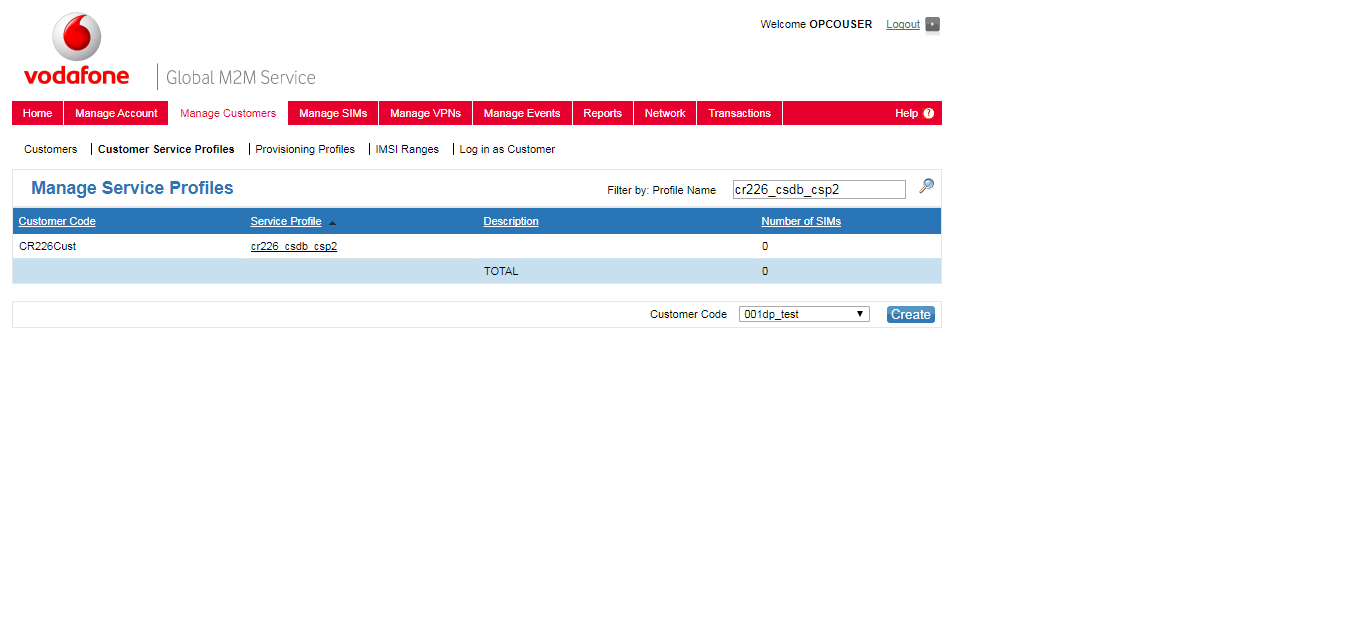 Welcome OPCOUSER Logout
vodafone Global M2M Service
Home Manage Account Manage Customers Manage SIMs Manage VPNs Manage Events Reports Network Transactions Help ?
Customers Customer Service Profiles Provisioning Profiles IMSI Ranges Log in as Customer
Manage Service Profiles Filter by: Profile Name cr226_csdb_csp2
Customer Code Service Profile Description Number of SIMs
CR226Cust cr226_csdb_csp2 0
TOTAL 0
Customer Code 001dp_test Create